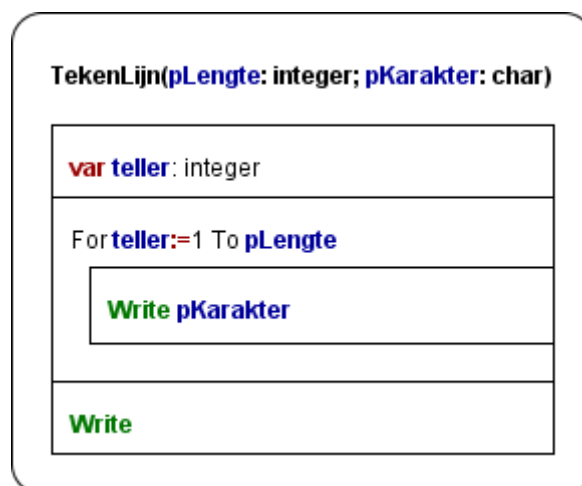 TekenLijn(pLengte: integer; pKarakter: char)
var teller: integer
For teller:=1 To pLengte
Write pKarakter
Write